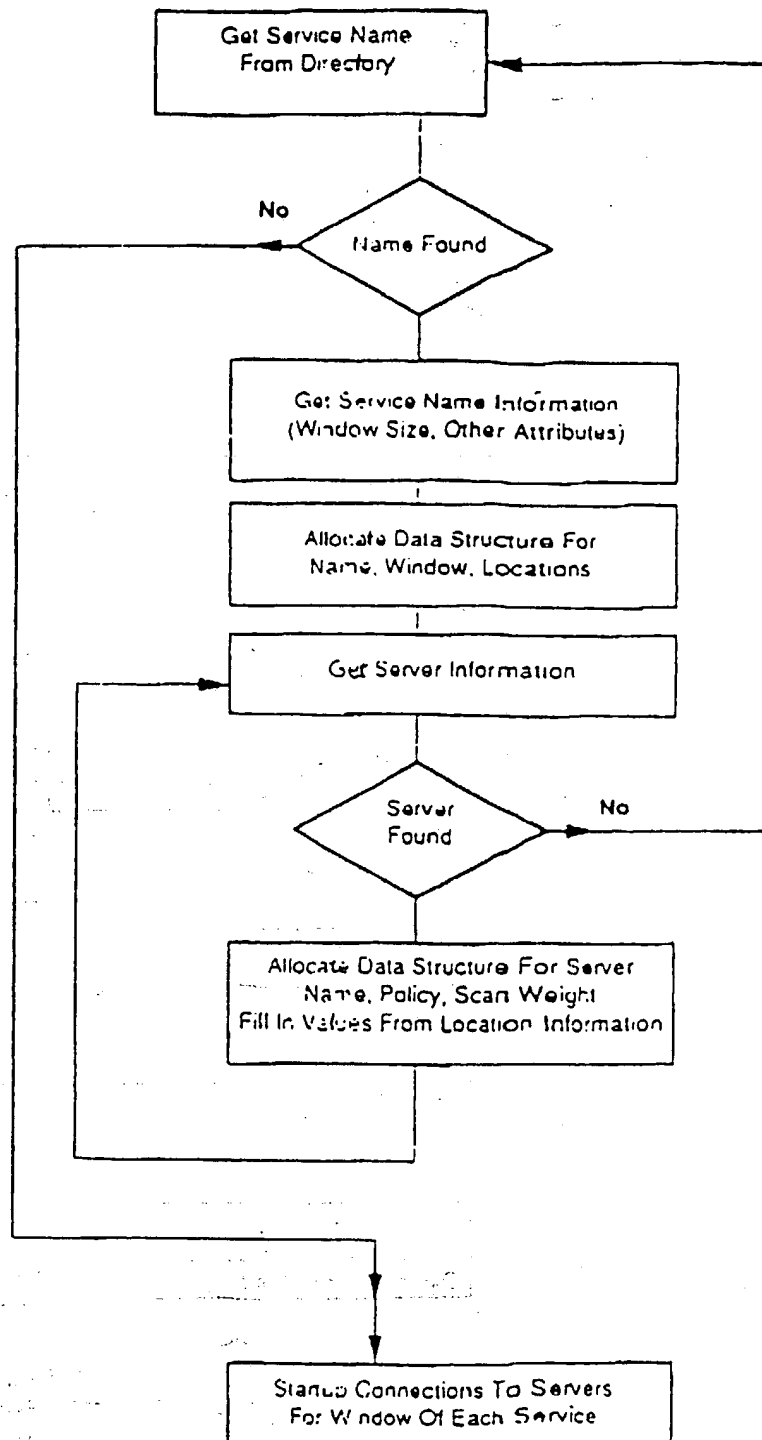 Get Service Name
From Directory
No
Name Found
Get Service Name Information
(Window Size, Other Attributes)
Allocate Data Structure For
Name, Window, Locations
Get Server Information
Server
Found
No
Allocate Data Structure For Server
Name, Policy, Scan Weight
Fill In Values From Location Information
Startup Connections To Servers
For Window Of Each Service